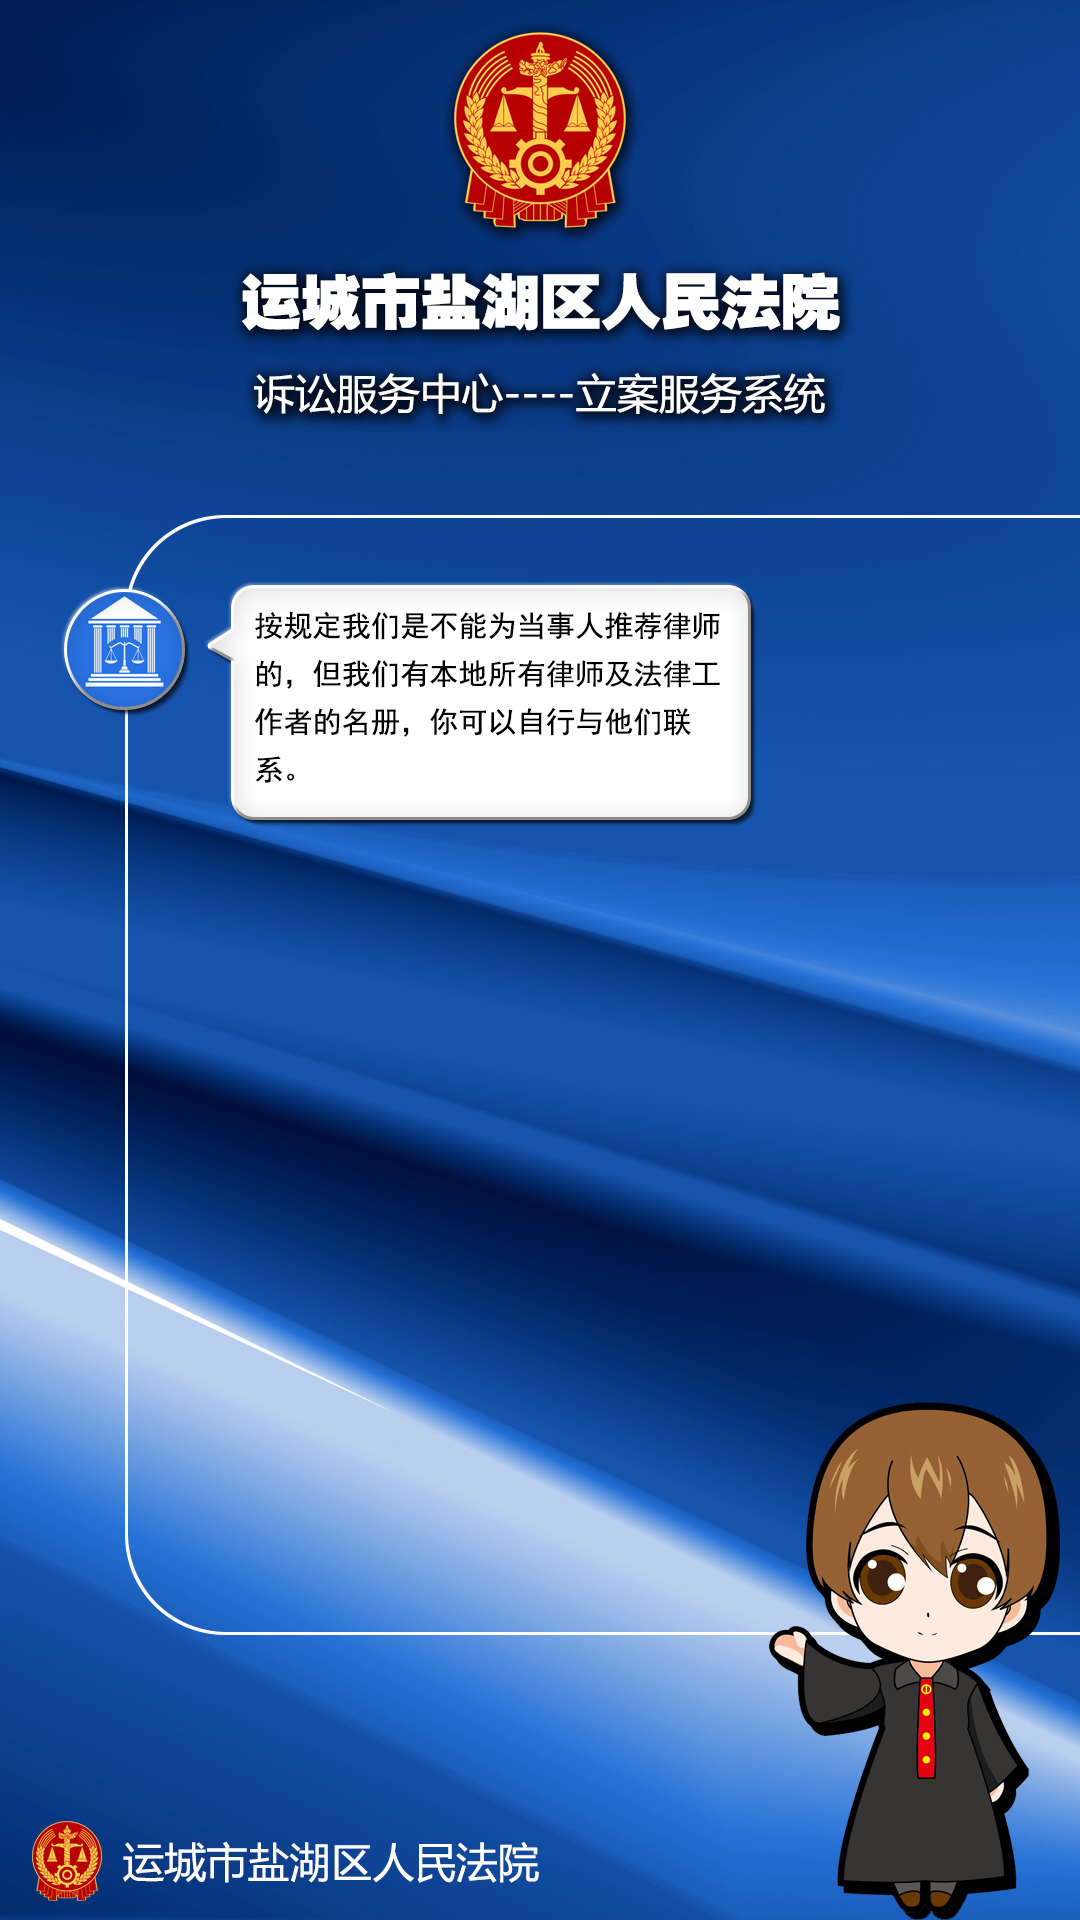 运城市盐湖区人民法院
诉讼服务中心----立案服务系统
按规定我们是不能为当事人推荐律师
的，但我们有本地所有律师及法律工
作者的名册，你可以自行与他们联
系。
运城市盐湖区人民法院